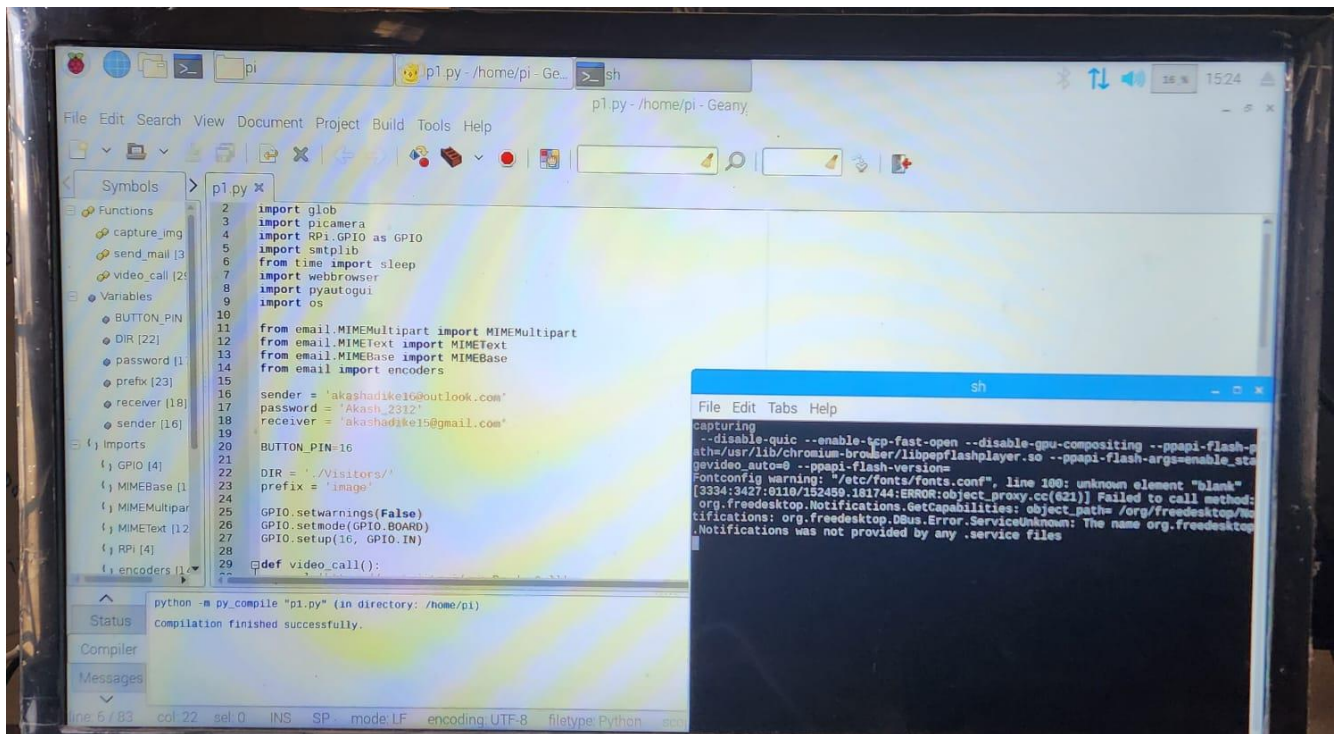 pi
p1.py - /home/pi - Ge...
sh
16 %
15:24
p1.py - /home/pi - Geany
File Edit Search View Document Project Build Tools Help
Symbols
p1.py
Functions
capture_img
send_mail [3
video_call [29
Variables
BUTTON_PIN
DIR [22]
password [1
prefix [23]
receiver [18]
sender [16]
Imports
GPIO [4]
MIMEBase [1
MIMEMultipar
MIMEText [12
RPi [4]
encoders [14
2 import glob
3 import picamera
4 import RPi.GPIO as GPIO
5 import smtplib
6 from time import sleep
7 import webbrowser
8 import pyautogui
9 import os
10
11 from email.MIMEMultipart import MIMEMultipart
12 from email.MIMEText import MIMEText
13 from email.MIMEBase import MIMEBase
14 from email import encoders
15
16 sender = 'akashadike16@outlook.com'
17 password = 'Akash_2312'
18 receiver = 'akashadike15@gmail.com'
19
20 BUTTON_PIN=16
21
22 DIR = './Visitors/'
23 prefix = 'image'
24
25 GPIO.setwarnings(False)
26 GPIO.setmode(GPIO.BOARD)
27 GPIO.setup(16, GPIO.IN)
28
29 def video_call():
Status
Compiler
Messages
python -m py_compile "p1.py" (in directory: /home/pi)
Compilation finished successfully.
line: 6 / 83 col: 22 sel: 0 INS SP mode: LF encoding: UTF-8 filetype: Python
sh
File Edit Tabs Help
capturing
--disable-quic --enable-tcp-fast-open --disable-gpu-compositing --ppapi-flash-p
ath=/usr/lib/chromium-browser/libpepflashplayer.so --ppapi-flash-args=enable_sta
gevideo_auto=0 --ppapi-flash-version=
Fontconfig warning: "/etc/fonts/fonts.conf", line 100: unknown element "blank"
[3334:3427:0110/152459.181744:ERROR:object_proxy.cc(621)] Failed to call method:
org.freedesktop.Notifications.GetCapabilities: object_path= /org/freedesktop/No
tifications: org.freedesktop.DBus.Error.ServiceUnknown: The name org.freedesktop
.Notifications was not provided by any .service files